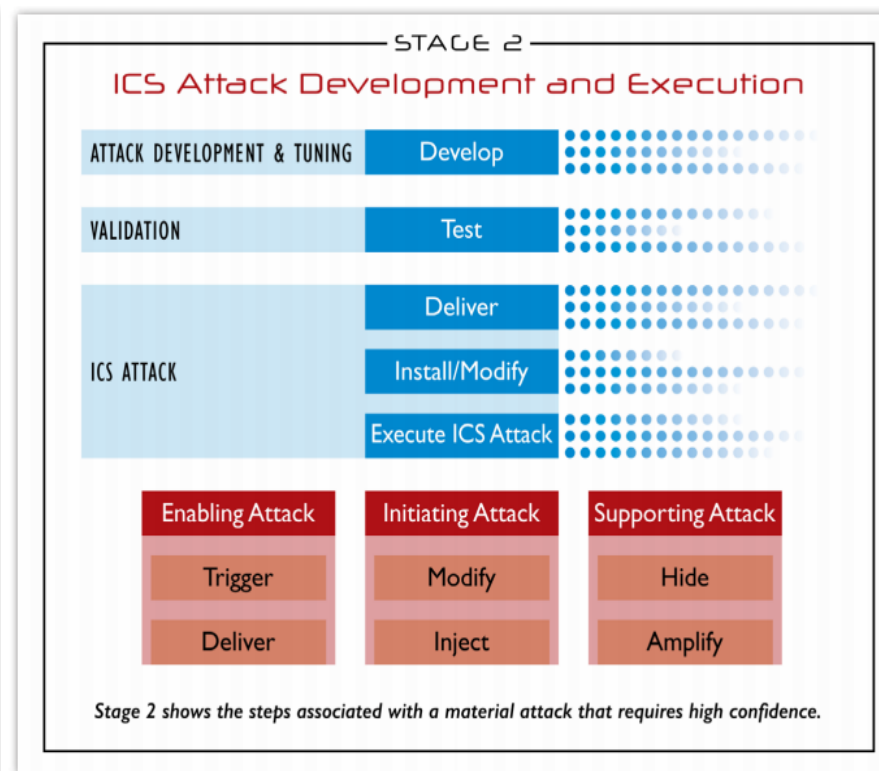 STAGE 2
ICS Attack Development and Execution
ATTACK DEVELOPMENT & TUNING
Develop
VALIDATION
Test
ICS ATTACK
Deliver
Install/Modify
Execute ICS Attack
Enabling Attack
Initiating Attack
Supporting Attack
Trigger
Modify
Hide
Deliver
Inject
Amplify
Stage 2 shows the steps associated with a material attack that requires high confidence.